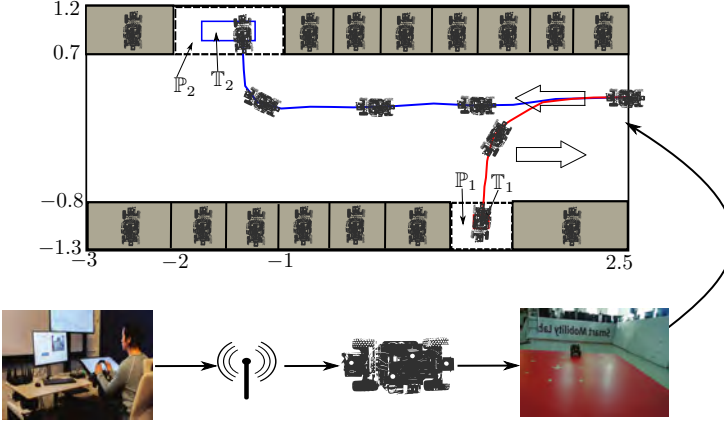 1.2
0.7
ℙ₂
𝕋₂
ℙ₁
𝕋₁
−0.8
−1.3
−3
−2
−1
2.5
Smart Mobility Lab